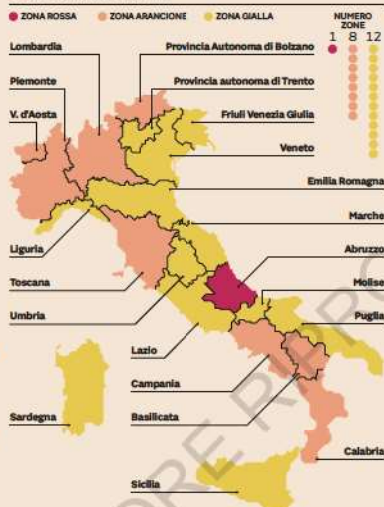 ZONA ROSSA ZONA ARANCIONE ZONA GIALLA
NUMERO
ZONE
1 8 12
Lombardia
Provincia Autonoma di Bolzano
Piemonte
Provincia autonoma di Trento
V. d'Aosta
Friuli Venezia Giulia
Veneto
Emilia Romagna
Marche
Liguria
Abruzzo
Toscana
Molise
Umbria
Puglia
Lazio
Campania
Sardegna
Basilicata
Calabria
Sicilia